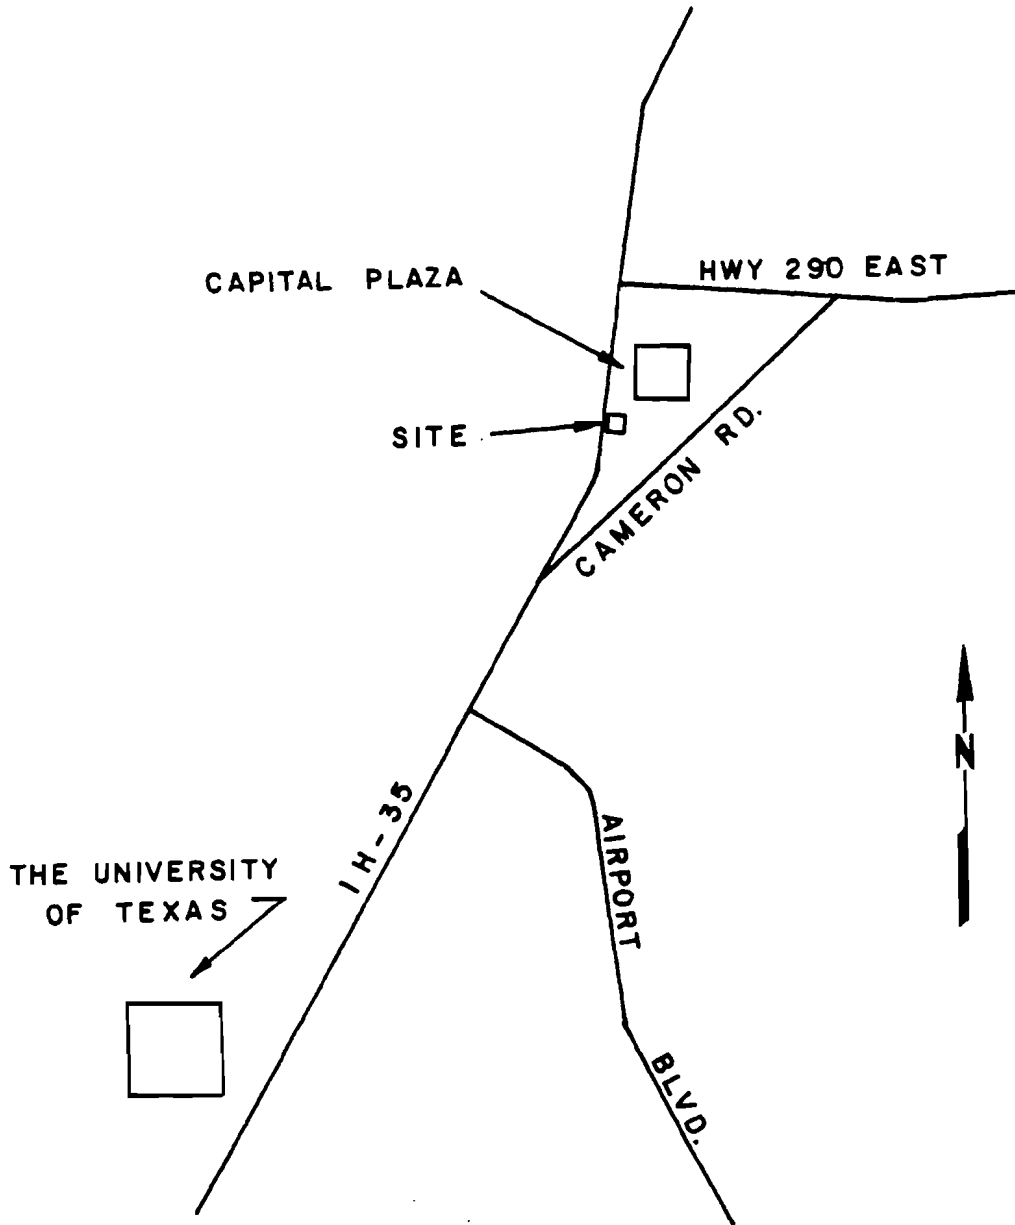 HWY 290 EAST
CAPITAL PLAZA
SITE
CAMERON RD.
N
IH-35
AIRPORT
BLVD.
THE UNIVERSITY
OF TEXAS